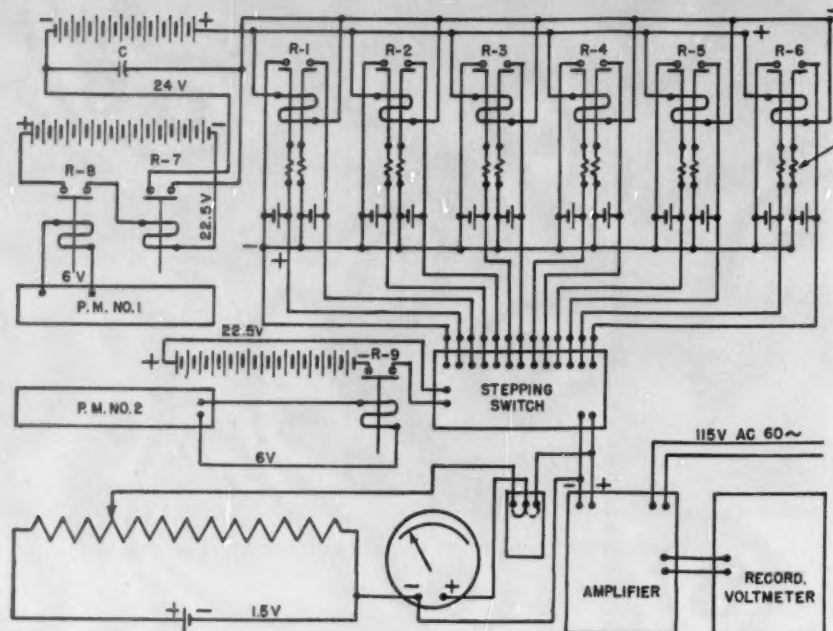 - +
C
24 V
+ -
R-8
R-7
22.5V
6V
P.M. NO.1
R-1
R-2
R-3
R-4
R-5
R-6
-
+
-
+
22.5V
+ -
R-9
P.M. NO.2
6V
STEPPING
SWITCH
115V AC 60~
- +
- +
+ -
1.5V
AMPLIFIER
RECORD.
VOLTMETER